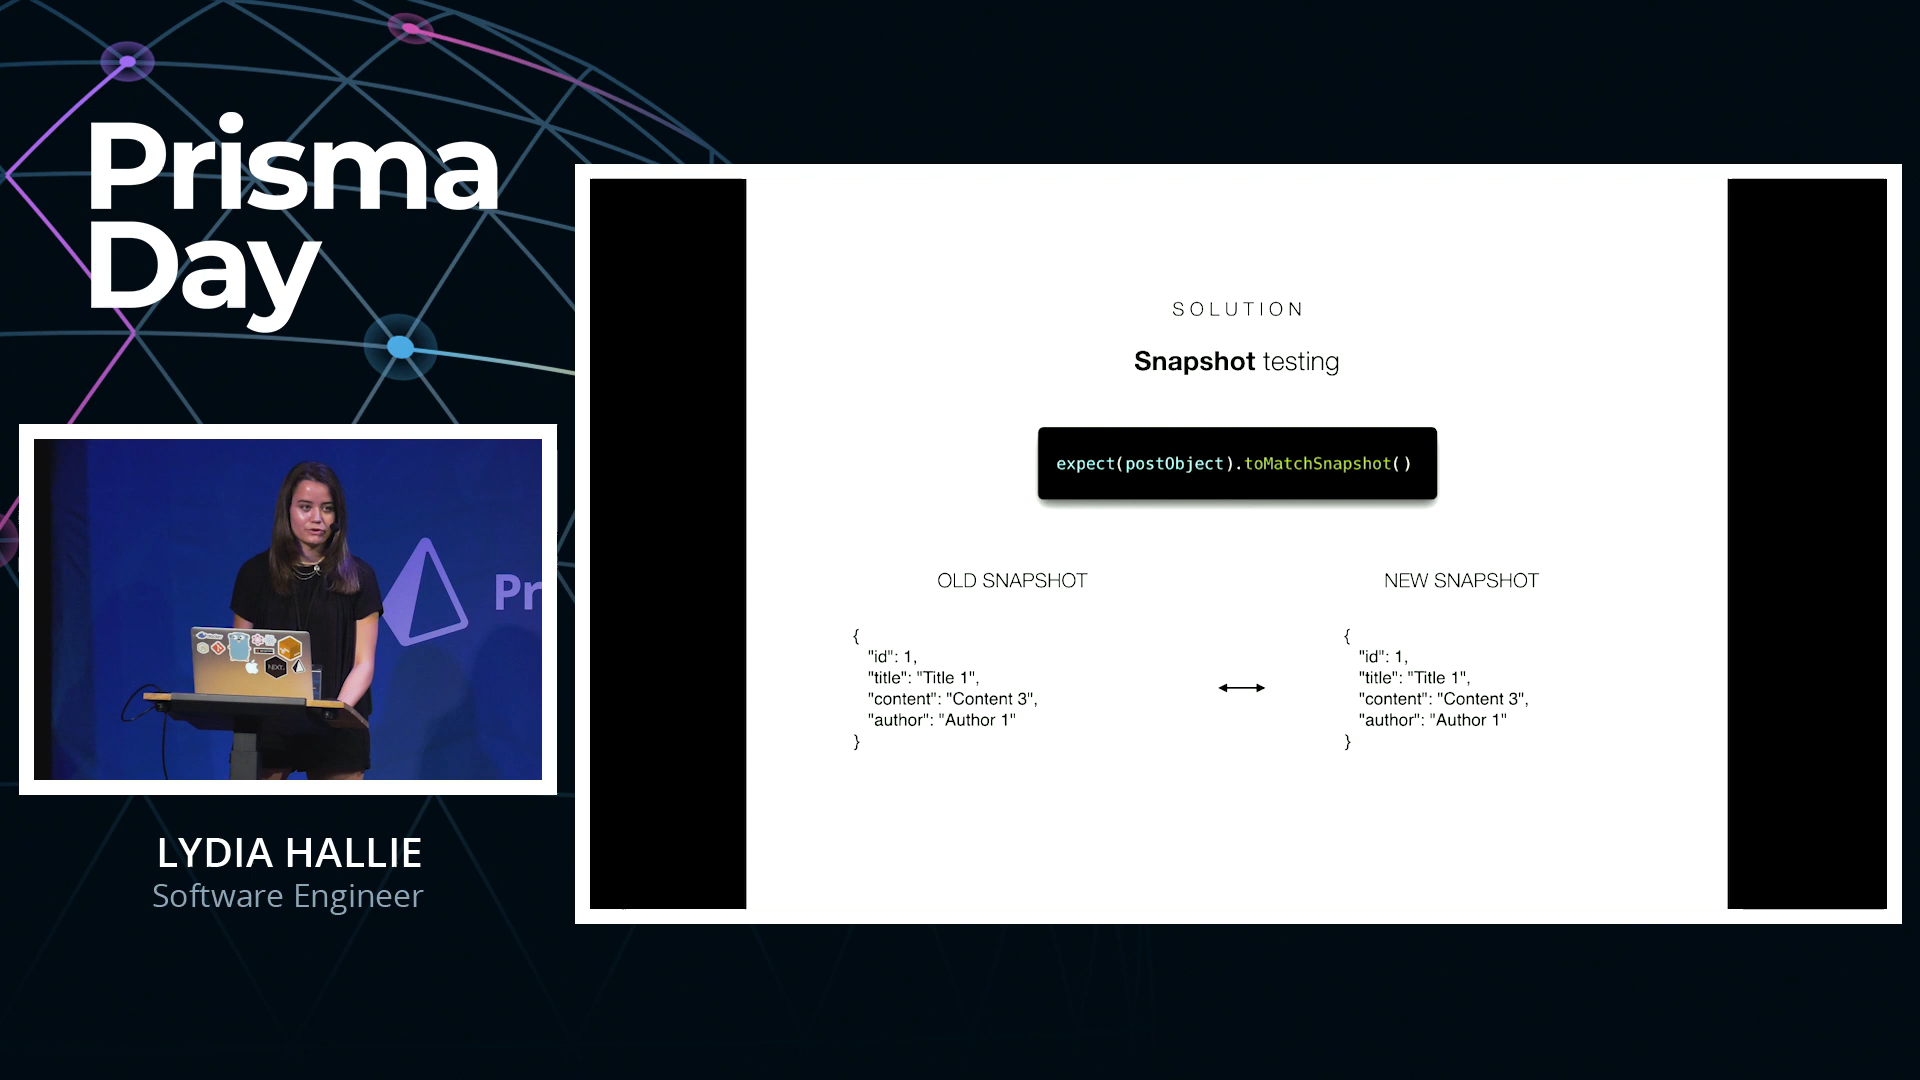 Prisma
Day
SOLUTION
Snapshot testing
expect(postObject).toMatchSnapshot()
OLD SNAPSHOT
NEW SNAPSHOT
{
"id": 1,
"title": "Title 1",
"content": "Content 3",
"author": "Author 1"
}
{
"id": 1,
"title": "Title 1",
"content": "Content 3",
"author": "Author 1"
}
Pr
NEXT
LYDIA HALLIE
Software Engineer